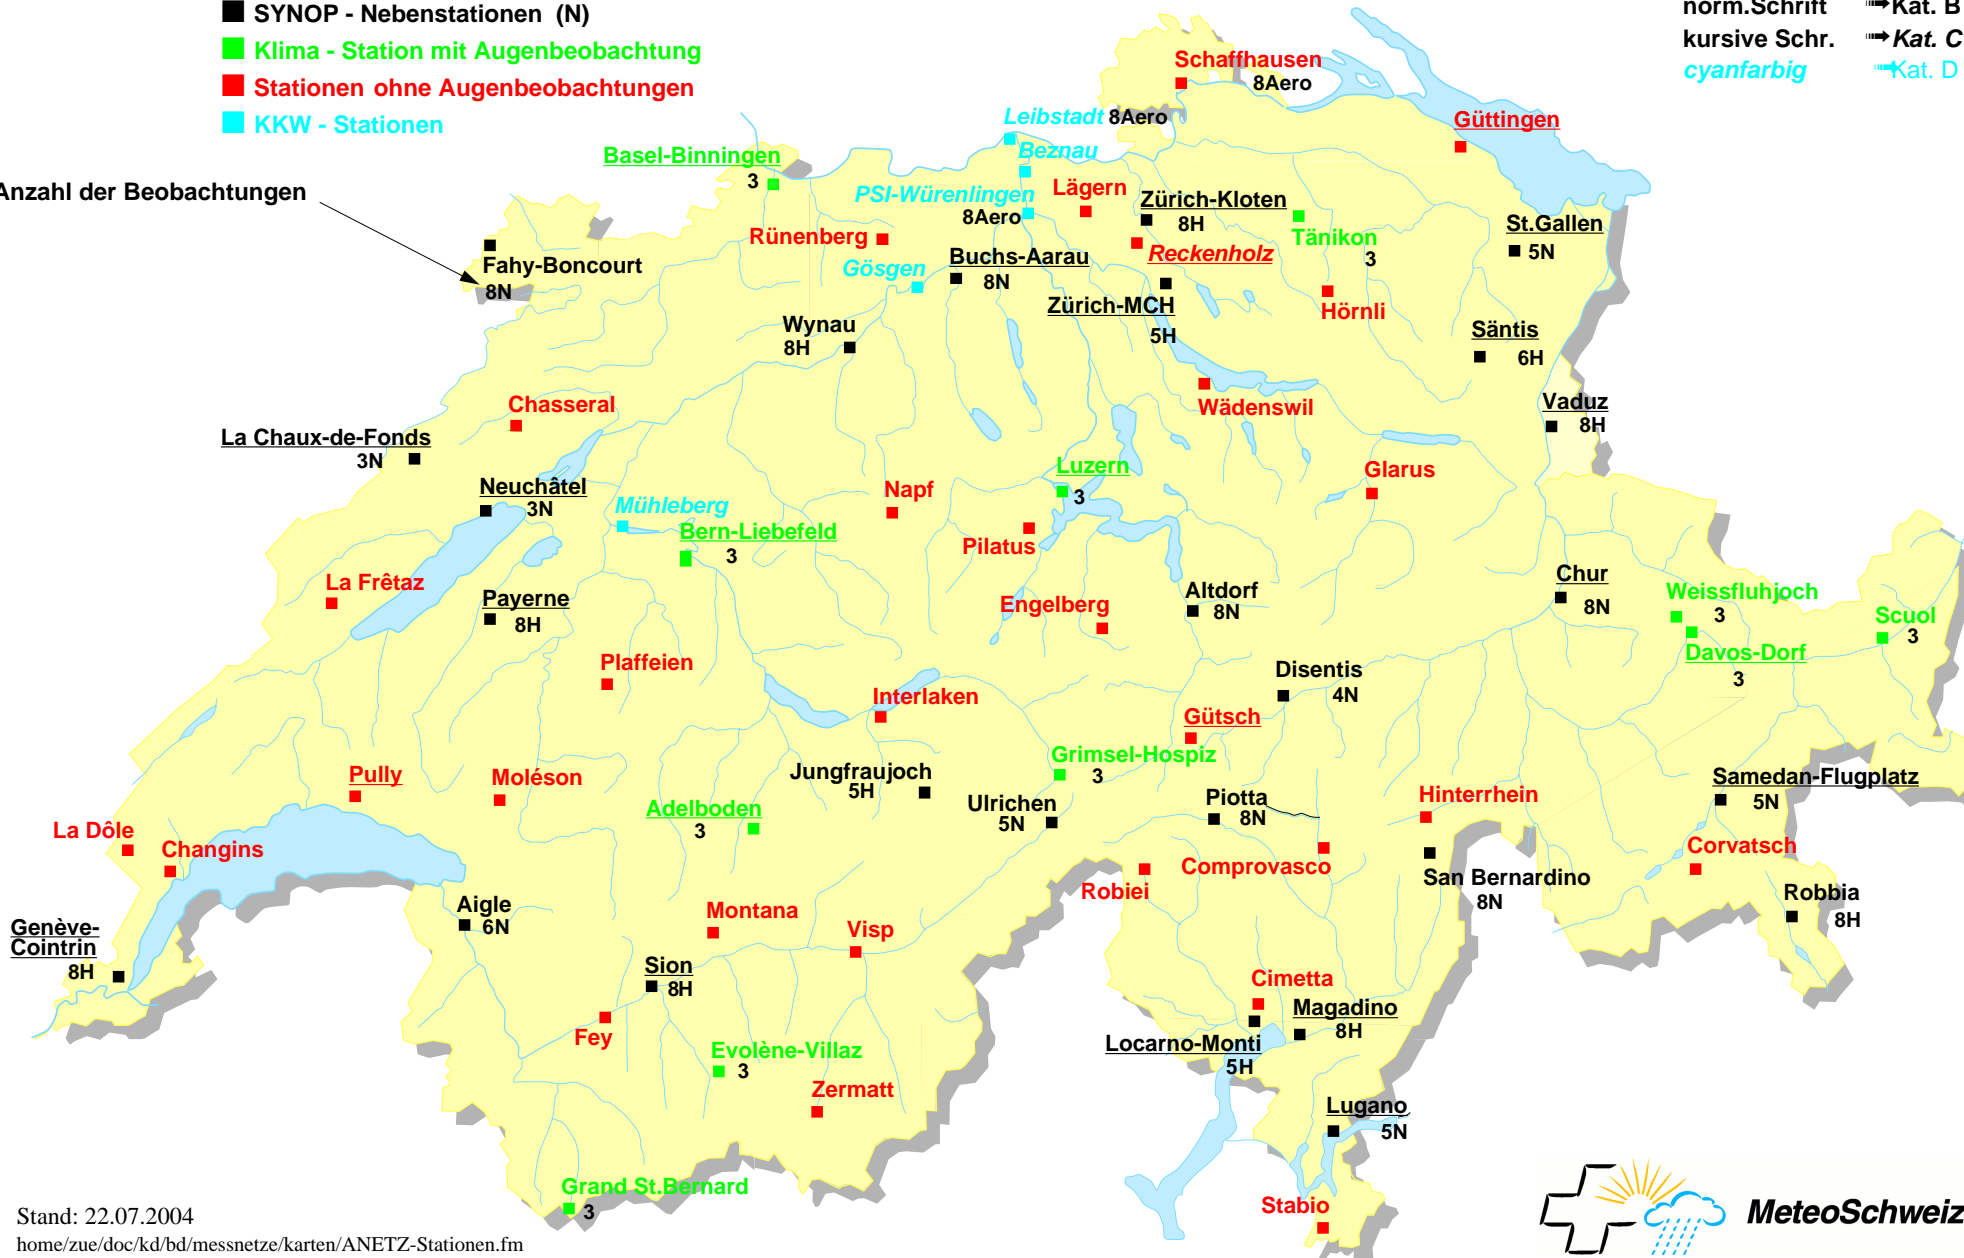 SYNOP - Nebenstationen (N)
Klima - Station mit Augenbeobachtung
Stationen ohne Augenbeobachtungen
KKW - Stationen
norm.Schrift Kat. B
kursive Schr. Kat. C
cyanfarbig Kat. D
Anzahl der Beobachtungen
Schaffhausen
8Aero
Leibstadt 8Aero
Güttingen
Beznau
Basel-Binningen
3
PSI-Würenlingen
8Aero
Lägern
Zürich-Kloten
8H
Tänikon
3
St.Gallen
5N
Rünenberg
Reckenholz
Fahy-Boncourt
8N
Gösgen
Buchs-Aarau
8N
Zürich-MCH
5H
Hörnli
Wynau
8H
Säntis
6H
Chasseral
Wädenswil
Vaduz
8H
La Chaux-de-Fonds
3N
Luzern
3
Glarus
Neuchâtel
3N
Mühleberg
Napf
Bern-Liebefeld
3
Pilatus
La Frêtaz
Payerne
8H
Engelberg
Altdorf
8N
Chur
8N
Weissfluhjoch
3
Scuol
3
Davos-Dorf
3
Plaffeien
Disentis
4N
Interlaken
Gütsch
Grimsel-Hospiz
3
Pully
Moléson
Jungfraujoch
5H
Samedan-Flugplatz
5N
Adelboden
3
Ulrichen
5N
Piotta
8N
Hinterrhein
La Dôle
Changins
Comprovasco
Corvatsch
Robiei
San Bernardino
8N
Robbia
8H
Aigle
6N
Montana
Visp
Genève-
Cointrin
8H
Sion
8H
Cimetta
Magadino
8H
Fey
Locarno-Monti
5H
Evolène-Villaz
3
Zermatt
Lugano
5N
Grand St.Bernard
3
Stabio
MeteoSchweiz
Stand: 22.07.2004
home/zue/doc/kd/bd/messnetze/karten/ANETZ-Stationen.fm